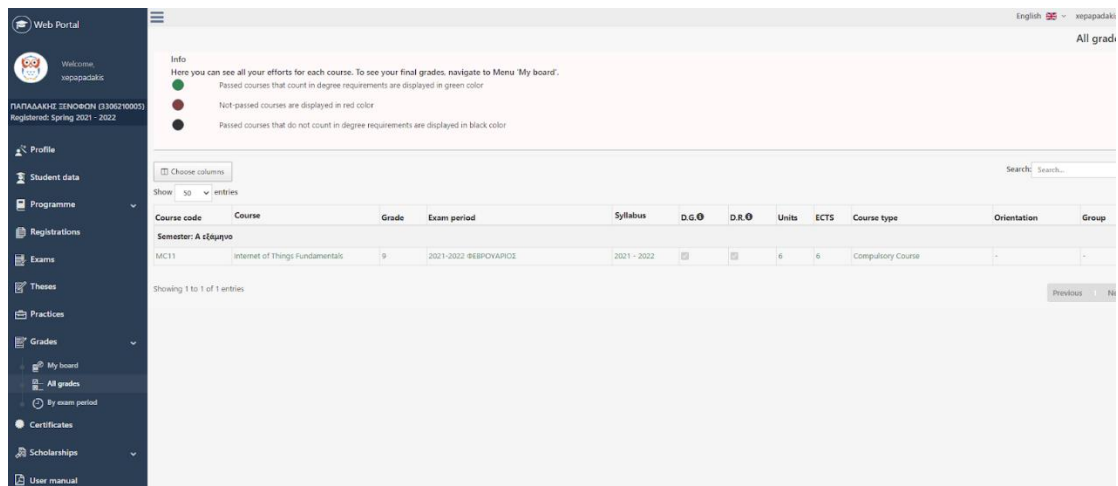 Web Portal
English
xepapadakis
All grade
Welcome,
xepapadakis
ΠΑΠΑΔΑΚΗΣ ΞΕΝΟΦΩΝ (3306210005)
Registered: Spring 2021 - 2022
Profile
Student data
Programme
Registrations
Exams
Theses
Practices
Grades
My board
All grades
By exam period
Certificates
Scholarships
User manual
Info
Here you can see all your efforts for each course. To see your final grades, navigate to Menu 'My board'.
Passed courses that count in degree requirements are displayed in green color
Not-passed courses are displayed in red color
Passed courses that do not count in degree requirements are displayed in black color
Choose columns
Search: Search...
Show 50 entries
Course code Course Grade Exam period Syllabus D.G. D.R. Units ECTS Course type Orientation Group
Semester: Α εξάμηνο
MC11 Internet of Things Fundamentals 9 2021-2022 ΦΕΒΡΟΥΑΡΙΟΣ 2021 - 2022 6 6 Compulsory Course - -
Showing 1 to 1 of 1 entries
Previous 1 Ne